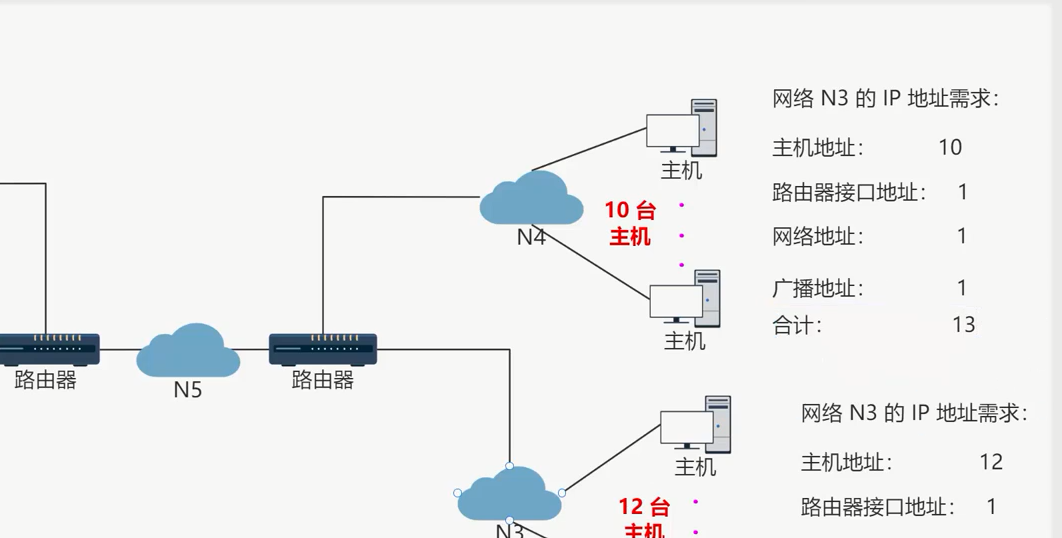 网络 N3 的 IP 地址需求：
主机地址： 10
主机
路由器接口地址： 1
10 台
主机
N4
网络地址： 1
广播地址： 1
合计： 13
主机
路由器
N5
路由器
网络 N3 的 IP 地址需求：
主机地址： 12
主机
路由器接口地址： 1
12 台
主机
N3